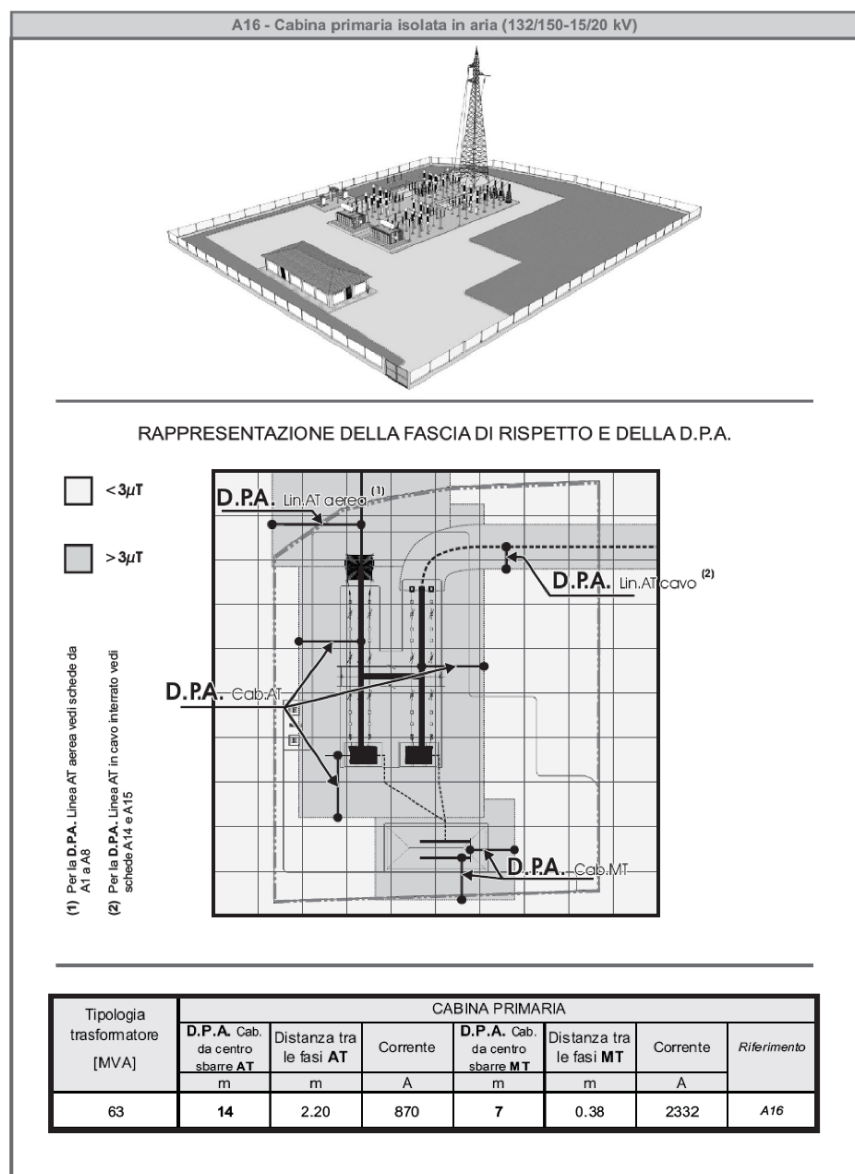 A16 - Cabina primaria isolata in aria (132/150-15/20 kV)
RAPPRESENTAZIONE DELLA FASCIA DI RISPETTO E DELLA D.P.A.
<3µT
>3µT
D.P.A. Lin.AT aerea (1)
D.P.A. Lin.AT cavo (2)
D.P.A. Cab.AT
D.P.A. Cab.MT
(1) Per la D.P.A. Linea AT aerea vedi schede da
A1 a A8
(2) Per la D.P.A. Linea AT in cavo interrato vedi
schede A14 e A15
Tipologia
trasformatore
[MVA]
CABINA PRIMARIA
D.P.A. Cab.
da centro
sbarre AT
Distanza tra
le fasi AT
Corrente
D.P.A. Cab.
da centro
sbarre MT
Distanza tra
le fasi MT
Corrente
Riferimento
m m A m m A
63 14 2.20 870 7 0.38 2332 A16